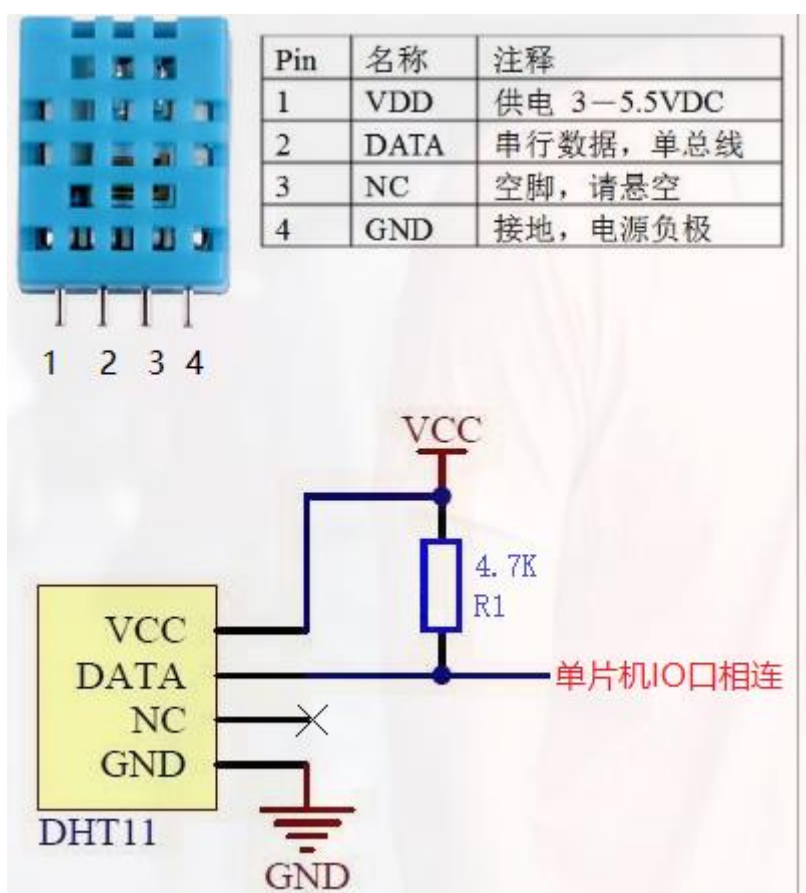 Pin 名称 注释
1 VDD 供电 3－5.5VDC
2 DATA 串行数据，单总线
3 NC 空脚，请悬空
4 GND 接地，电源负极
1 2 3 4
VCC
4.7K
R1
VCC
DATA
单片机IO口相连
NC
GND
DHT11
GND